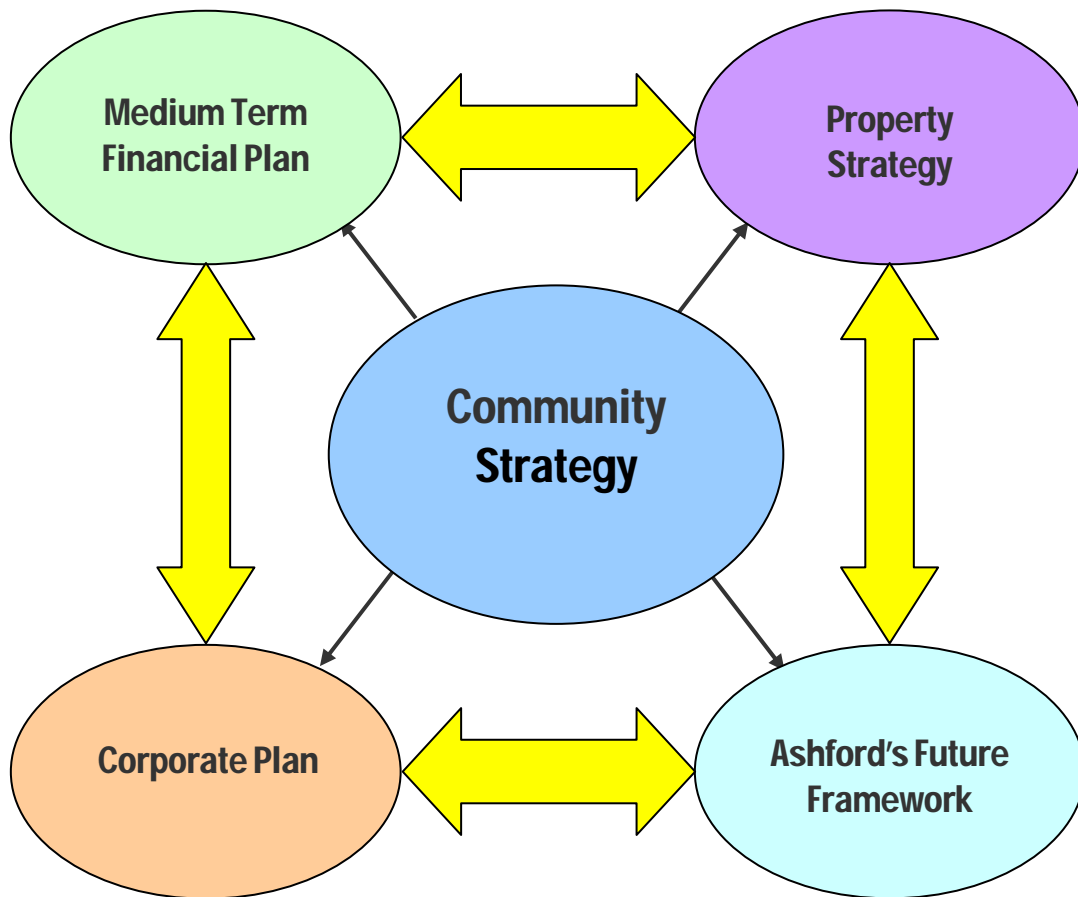 Medium Term
Financial Plan
Property
Strategy
Community
Strategy
Corporate Plan
Ashford's Future
Framework